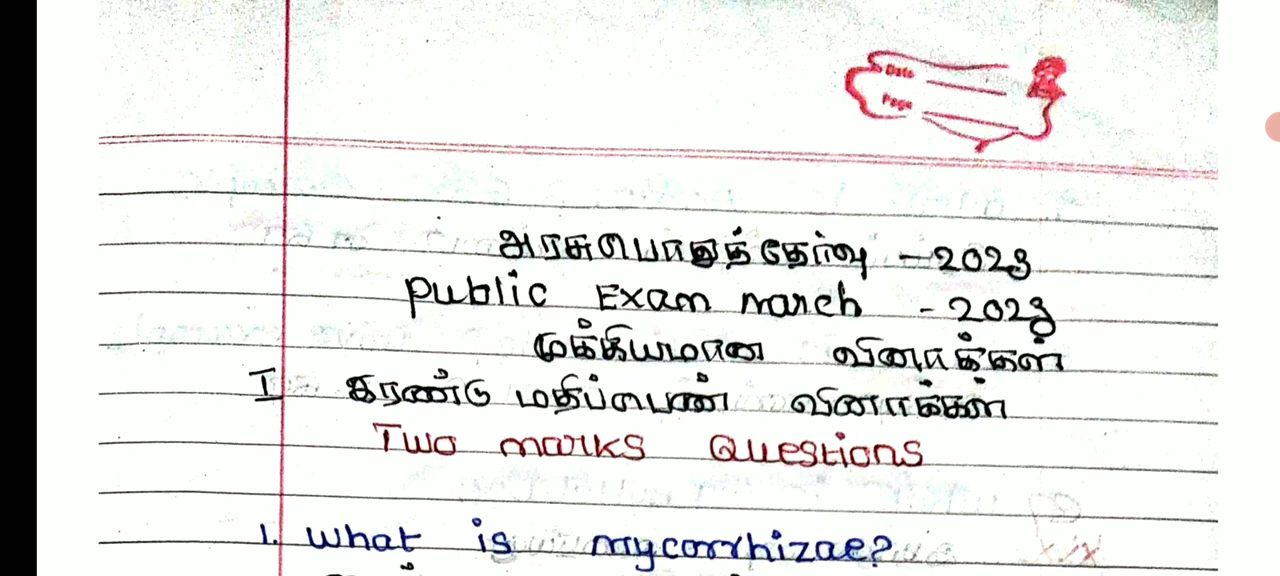 Date
Page
அரசு பொதுத் தேர்வு - 2023
Public Exam March - 2023
முக்கியமான வினாக்கள்
I இரண்டு மதிப்பெண் வினாக்கள்
Two marks Questions
1. What is mycorrhizae?